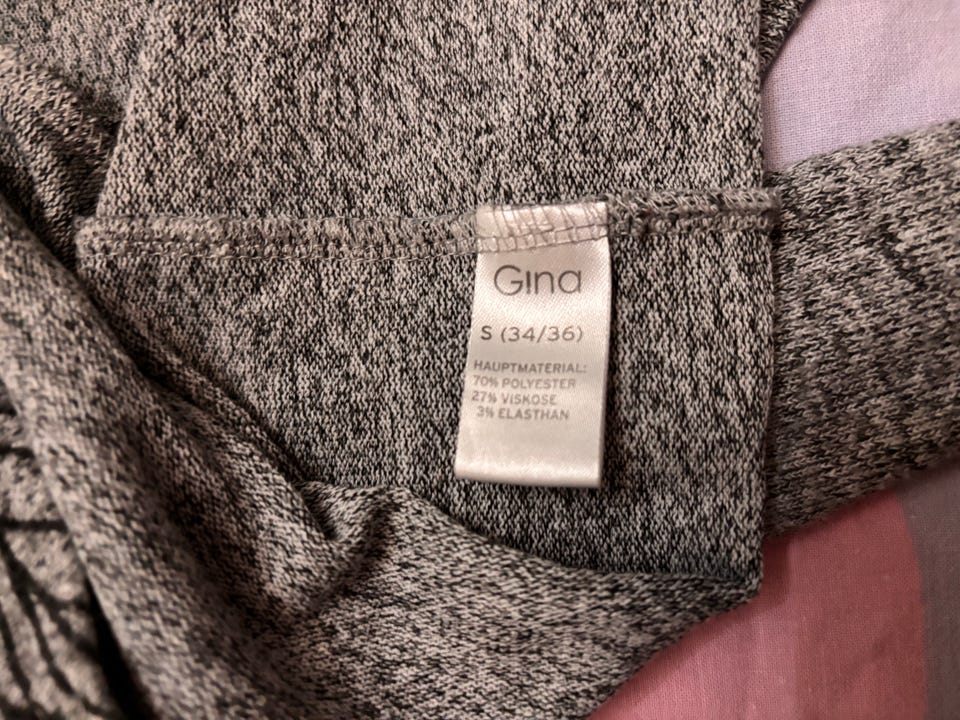 Gina
S (34/36)
HAUPTMATERIAL:
70% POLYESTER
27% VISKOSE
3% ELASTHAN